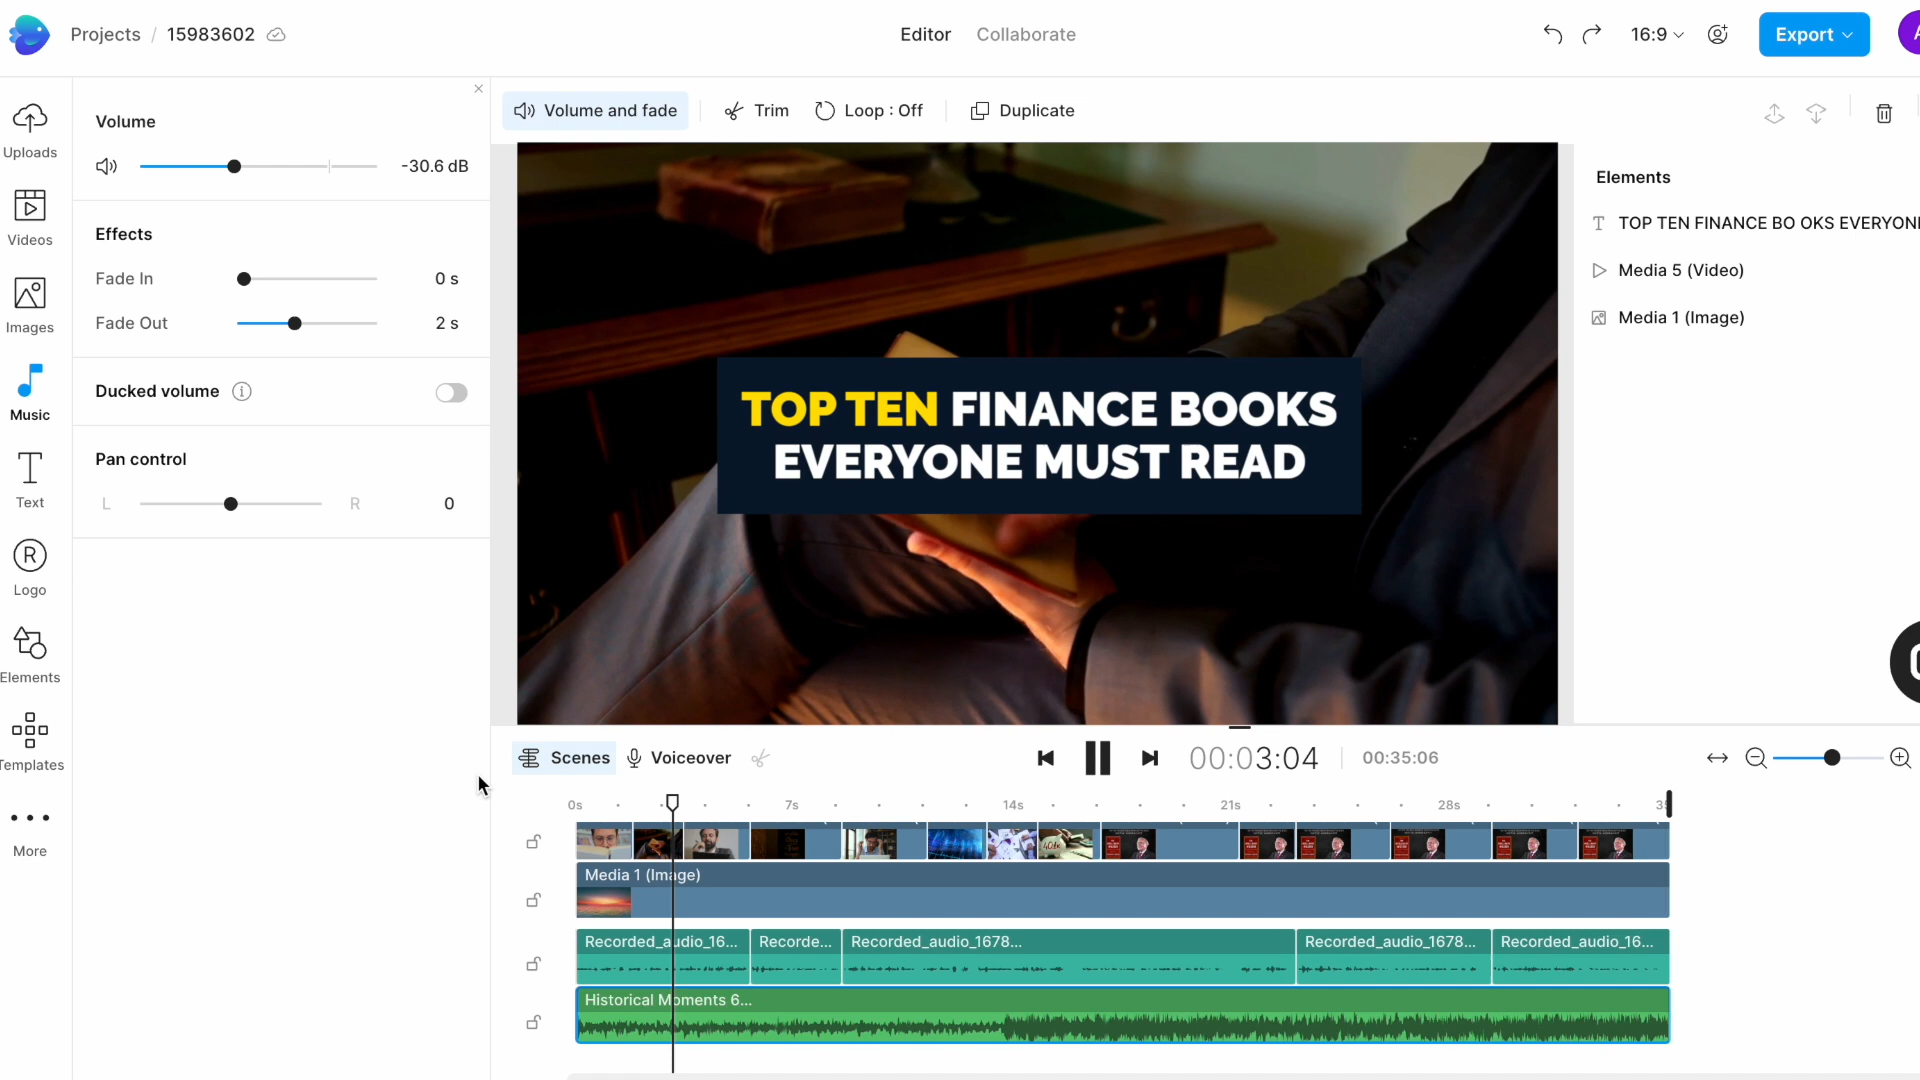 Projects / 15983602
Editor
Collaborate
16:9
Export
Uploads
Videos
Images
Music
Text
Logo
Elements
Templates
More
Volume
-30.6 dB
Effects
Fade In
0 s
Fade Out
2 s
Ducked volume
Pan control
L
R
0
Volume and fade
Trim
Loop : Off
Duplicate
TOP TEN FINANCE BOOKS
EVERYONE MUST READ
Elements
TOP TEN FINANCE BO OKS EVERYONE
Media 5 (Video)
Media 1 (Image)
Scenes
Voiceover
00:03:04
00:35:06
0s
7s
14s
21s
28s
Media 1 (Image)
Recorded_audio_16...
Recorde...
Recorded_audio_1678...
Recorded_audio_1678...
Recorded_audio_16...
Historical Moments 6...